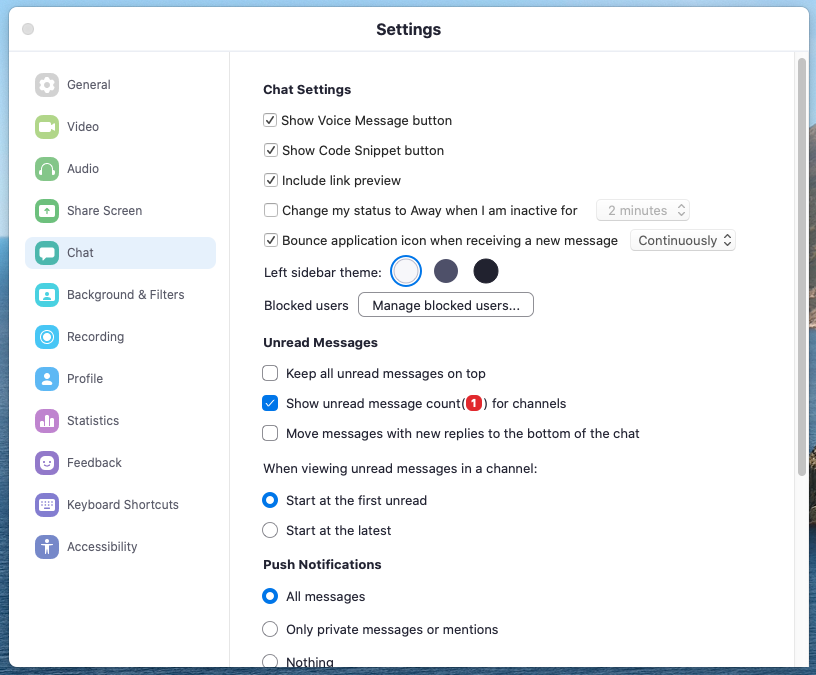 Settings
General
Video
Audio
Share Screen
Chat
Background & Filters
Recording
Profile
Statistics
Feedback
Keyboard Shortcuts
Accessibility
Chat Settings
Show Voice Message button
Show Code Snippet button
Include link preview
Change my status to Away when I am inactive for 2 minutes
Bounce application icon when receiving a new message Continuously
Left sidebar theme:
Blocked users Manage blocked users...
Unread Messages
Keep all unread messages on top
Show unread message count(1) for channels
Move messages with new replies to the bottom of the chat
When viewing unread messages in a channel:
Start at the first unread
Start at the latest
Push Notifications
All messages
Only private messages or mentions
Nothing